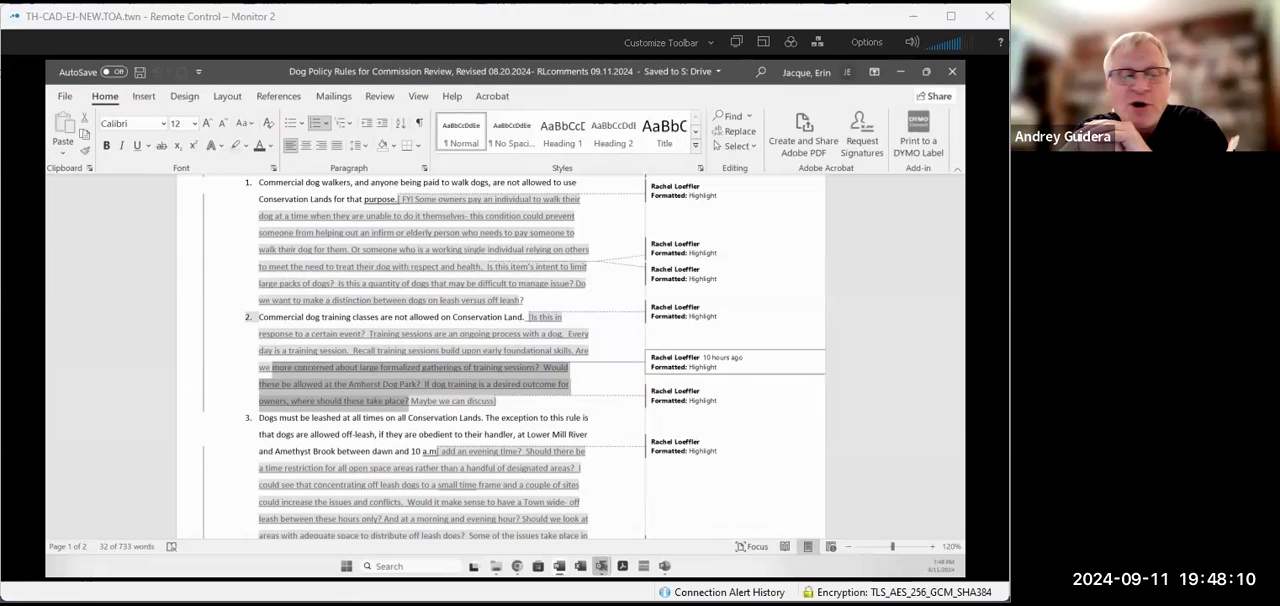 TH-CAD-EJ-NEW.TOA.twn - Remote Control – Monitor 2
Customize Toolbar
Options
?
AutoSave Off
Dog Policy Rules for Commission Review, Revised 08.20.2024- RLcomments 09.11.2024 - Saved to S: Drive
Jacque, Erin JE
File Home Insert Draw Design Layout References Mailings Review View Help Acrobat
Share
Paste
Calibri 12
Clipboard Font Paragraph
AaBbCcDdEe AaBbCcDdEe AaBbCc AaBbCcDdE AaBbC
¶ Normal ¶ No Spaci... Heading 1 Heading 2 Title
Styles
Find
Replace
Select
Editing
Create and Share Adobe PDF
Request Signatures
Adobe Acrobat
DYMO
Print to a DYMO Label
Add-in
1. Commercial dog walkers, and anyone being paid to walk dogs, are not allowed to use
Conservation Lands for that purpose.[ FYI Some owners pay an individual to walk their
dog at a time when they are unable to do it themselves- this condition could prevent
someone from helping out an infirm or elderly person who needs to pay someone to
walk their dog for them. Or someone who is a working single individual relying on others
to meet the need to treat their dog with respect and health. Is this item's intent to limit
large packs of dogs? Is this a quantity of dogs that may be difficult to manage issue? Do
we want to make a distinction between dogs on leash versus off leash?
2. Commercial dog training classes are not allowed on Conservation Land. [Is this in
response to a certain event? Training sessions are an ongoing process with a dog. Every
day is a training session. Recall training sessions build upon early foundational skills. Are
we more concerned about large formalized gatherings of training sessions? Would
these be allowed at the Amherst Dog Park? If dog training is a desired outcome for
owners, where should these take place? Maybe we can discuss]
3. Dogs must be leashed at all times on all Conservation Lands. The exception to this rule is
that dogs are allowed off-leash, if they are obedient to their handler, at Lower Mill River
and Amethyst Brook between dawn and 10 a.m[ add an evening time? Should there be
a time restriction for all open space areas rather than a handful of designated areas? I
could see that concentrating off leash dogs to a small time frame and a couple of sites
could increase the issues and conflicts. Would it make sense to have a Town wide- off
leash between these hours only? And at a morning and evening hour? Should we look at
areas with adequate space to distribute off leash dogs? Some of the issues take place in
Rachel Loeffler
Formatted: Highlight
Rachel Loeffler
Formatted: Highlight
Rachel Loeffler
Formatted: Highlight
Rachel Loeffler
Formatted: Highlight
Rachel Loeffler 10 hours ago
Formatted: Highlight
Rachel Loeffler
Formatted: Highlight
Rachel Loeffler
Formatted: Highlight
Page 1 of 2 32 of 733 words
Focus
120%
Search
7:48 PM
9/11/2024
Connection Alert History
Encryption: TLS_AES_256_GCM_SHA384
Andrey Guidera
2024-09-11 19:48:10